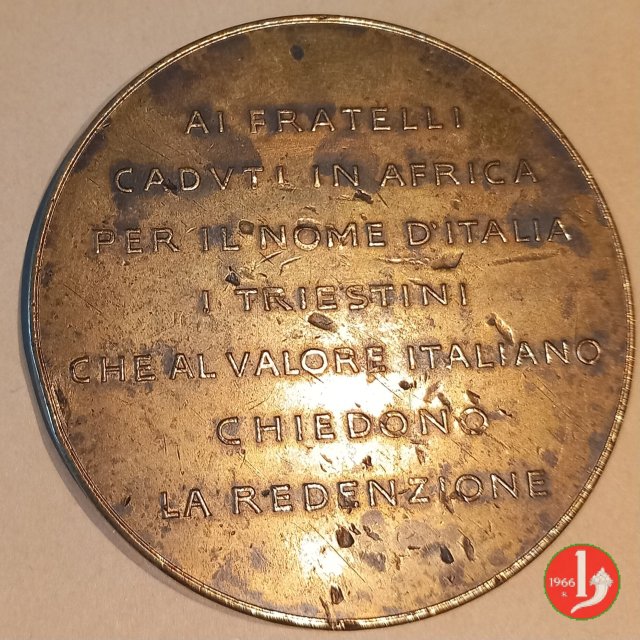 AI FRATELLI
CADVTI IN AFRICA
PER IL NOME D'ITALIA
I TRIESTINI
CHE AL VALORE ITALIANO
CHIEDONO
LA REDENZIONE
1966